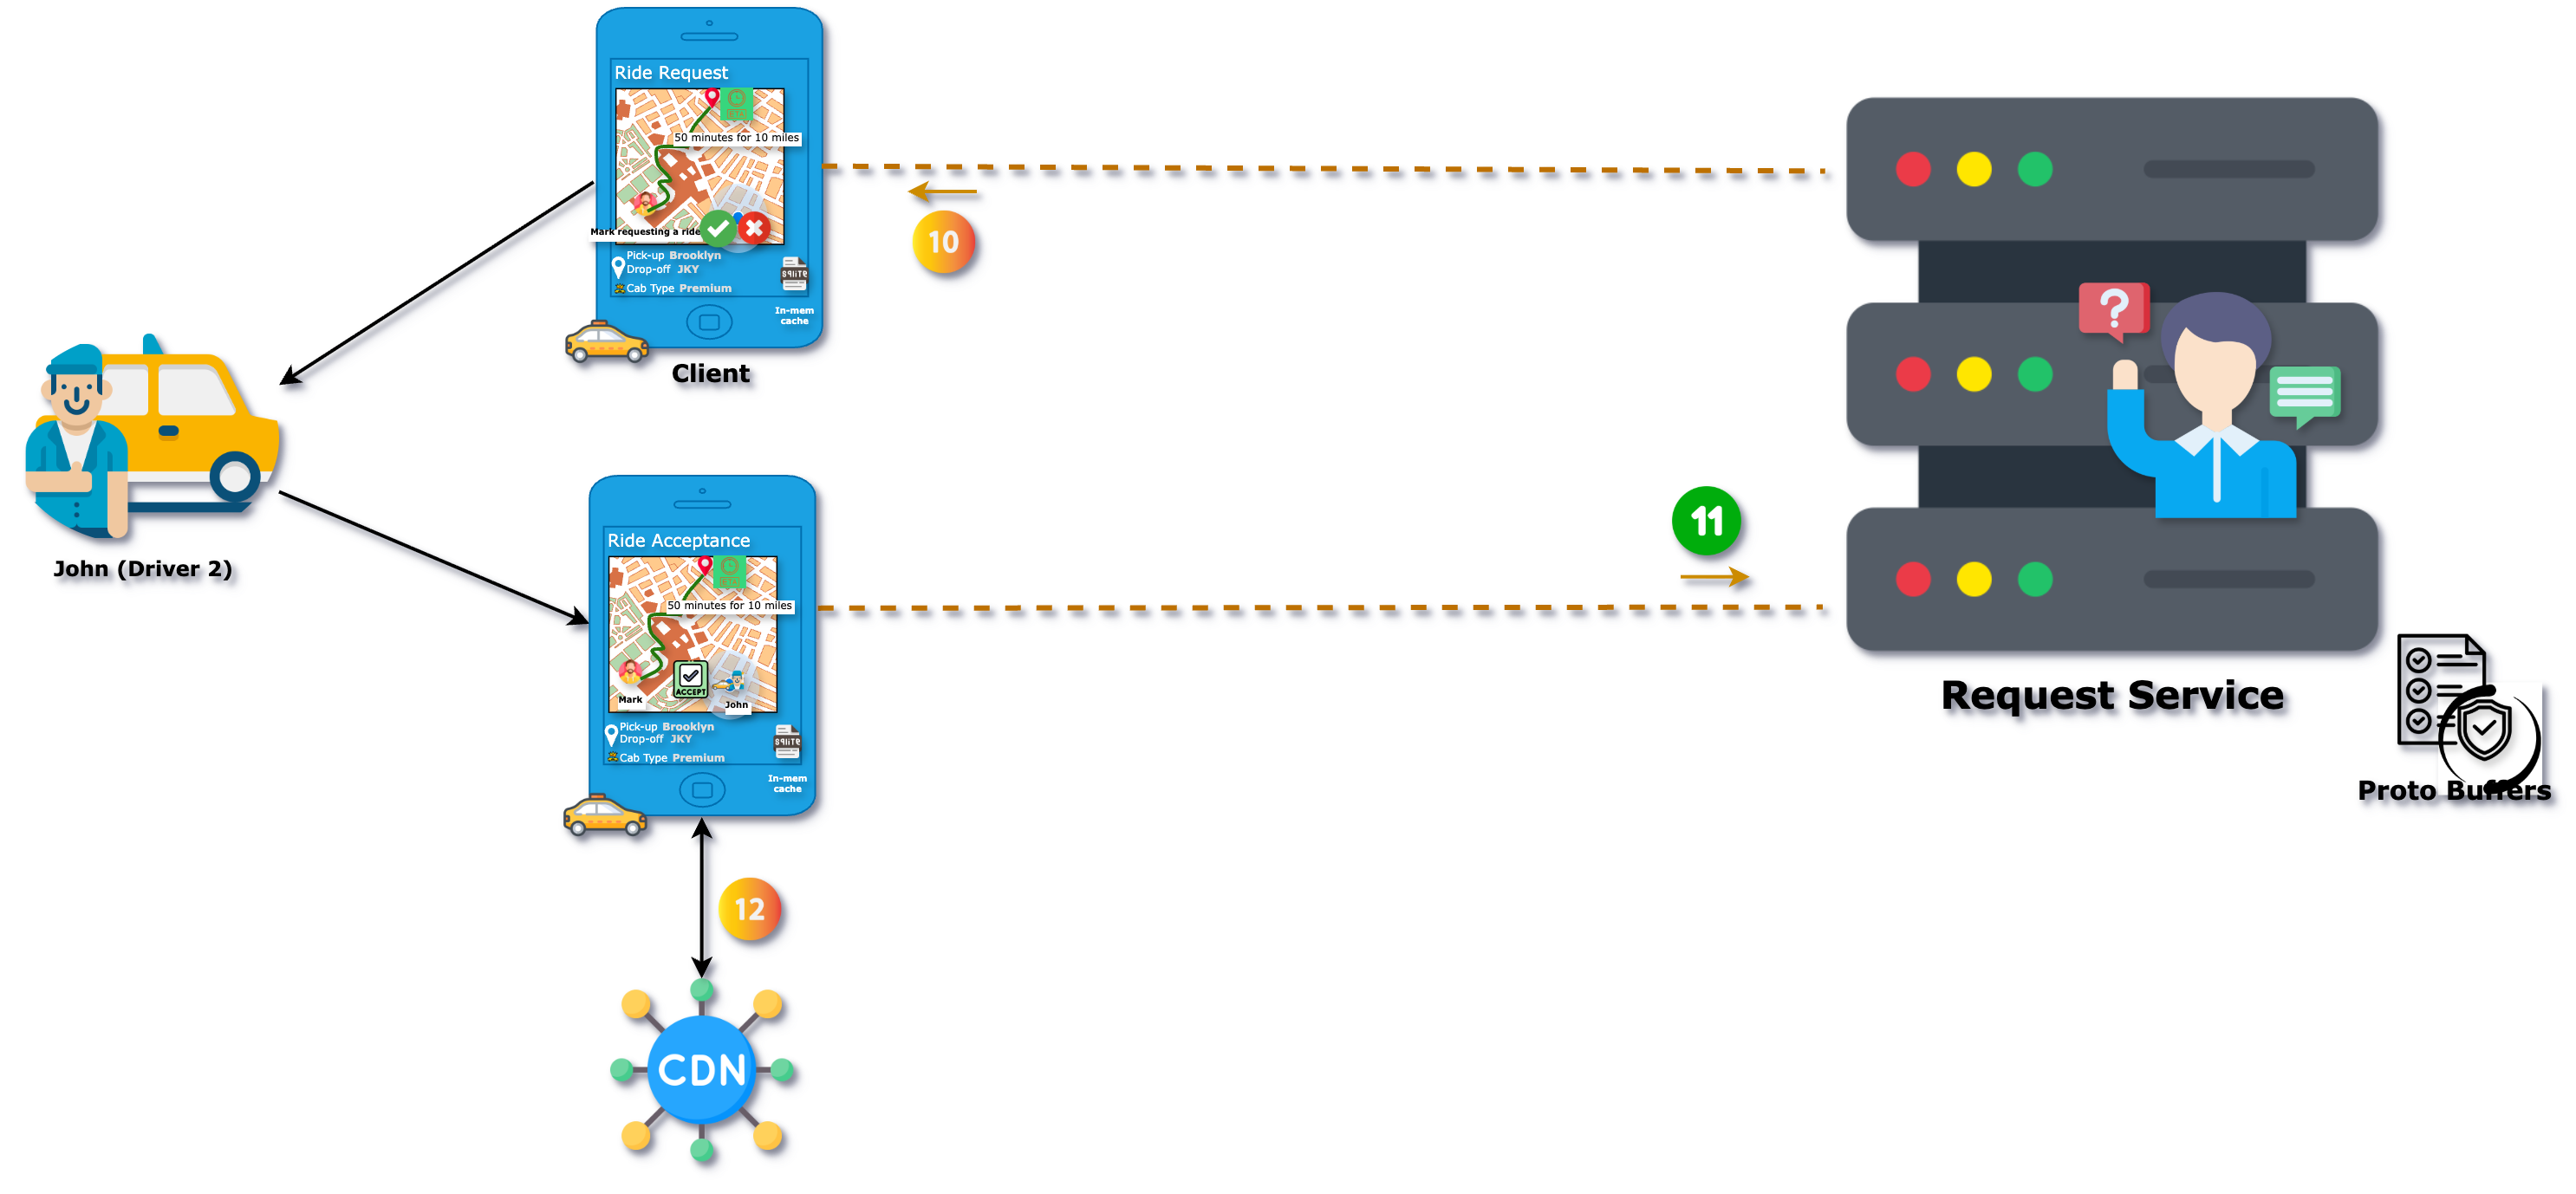 Ride Request
50 minutes for 10 miles
Mark requesting a ride
Pick-up Brooklyn
Drop-off JKY
Cab Type Premium
In-mem
cache
Client
10
John (Driver 2)
11
Ride Acceptance
50 minutes for 10 miles
ACCEPT
Mark
John
Pick-up Brooklyn
Drop-off JKY
Cab Type Premium
In-mem
cache
Request Service
?
Proto Buffers
12
CDN